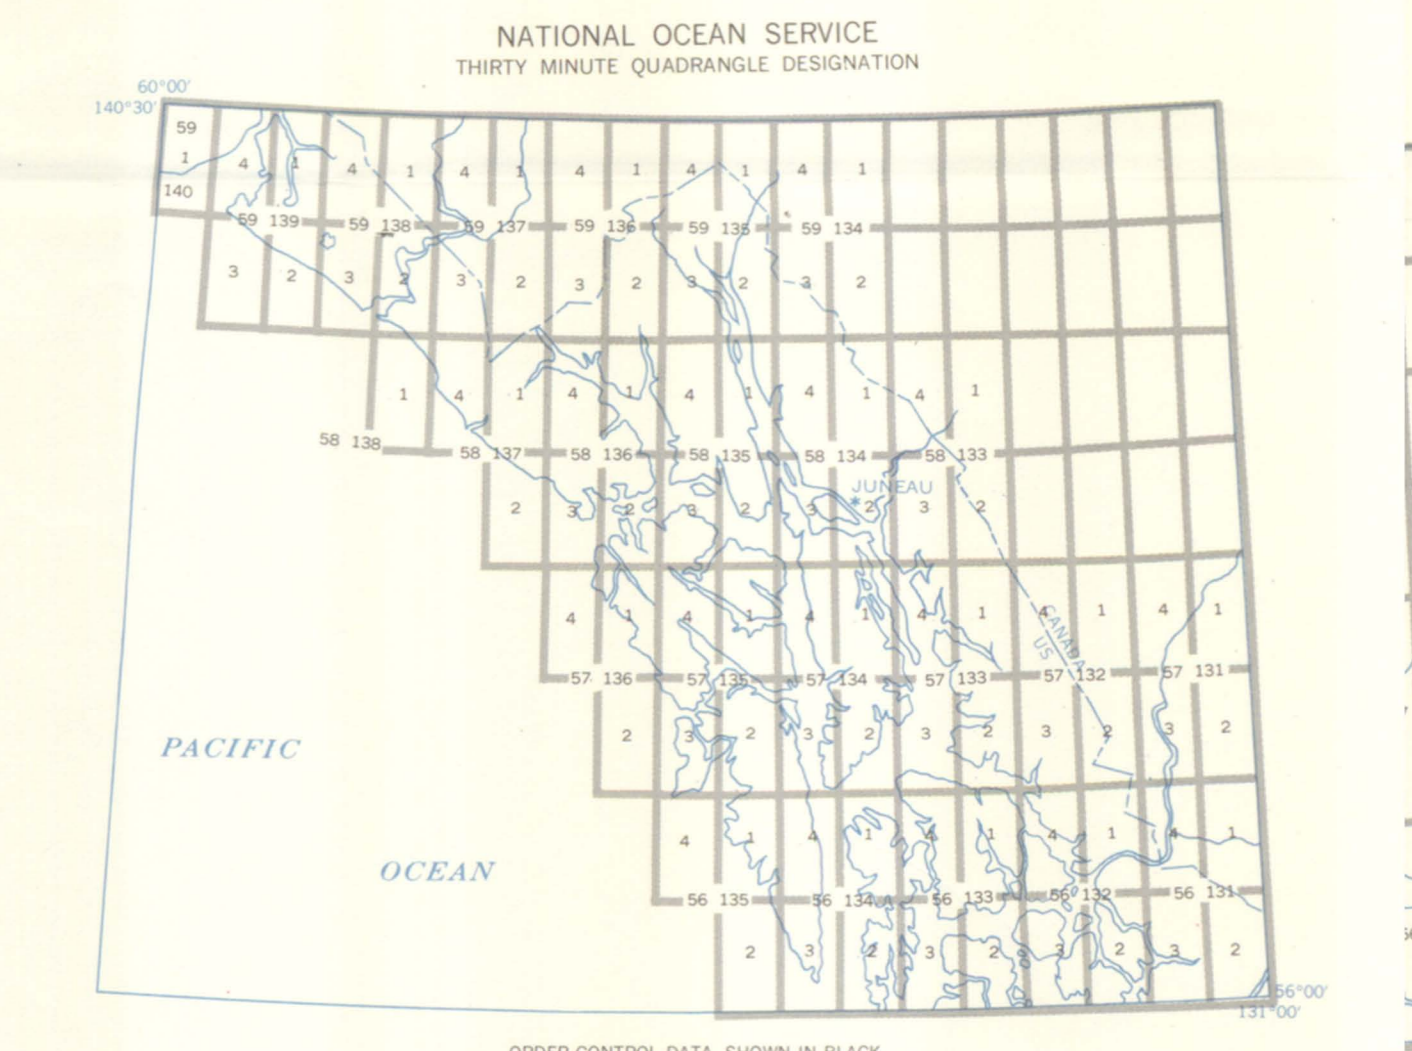 NATIONAL OCEAN SERVICE
THIRTY MINUTE QUADRANGLE DESIGNATION
60°00'
140°30'
59
1
140
4 1 4 1 4 1 4 1 4 1 4 1
59 139 59 138 59 137 59 136 59 135 59 134
3 2 3 2 3 2 3 2 3 2 3 2
1 4 1 4 1 4 1 4 1 4 1
58 138 58 137 58 136 58 135 58 134 58 133
JUNEAU
*
2 3 2 3 2 3 2 3 2
4 1 4 1 4 1 4 1 4 1 4 1
CANADA
US
57 136 57 135 57 134 57 133 57 132 57 131
2 3 2 3 2 3 2 3 2 3 2
PACIFIC
4 1 4 1 4 1 4 1 4 1
OCEAN
56 135 56 134 56 133 56 132 56 131
2 3 2 3 2 3 2 3 2
56°00'
131°00'
ORDER CONTROL DATA SHOWN IN BLACK